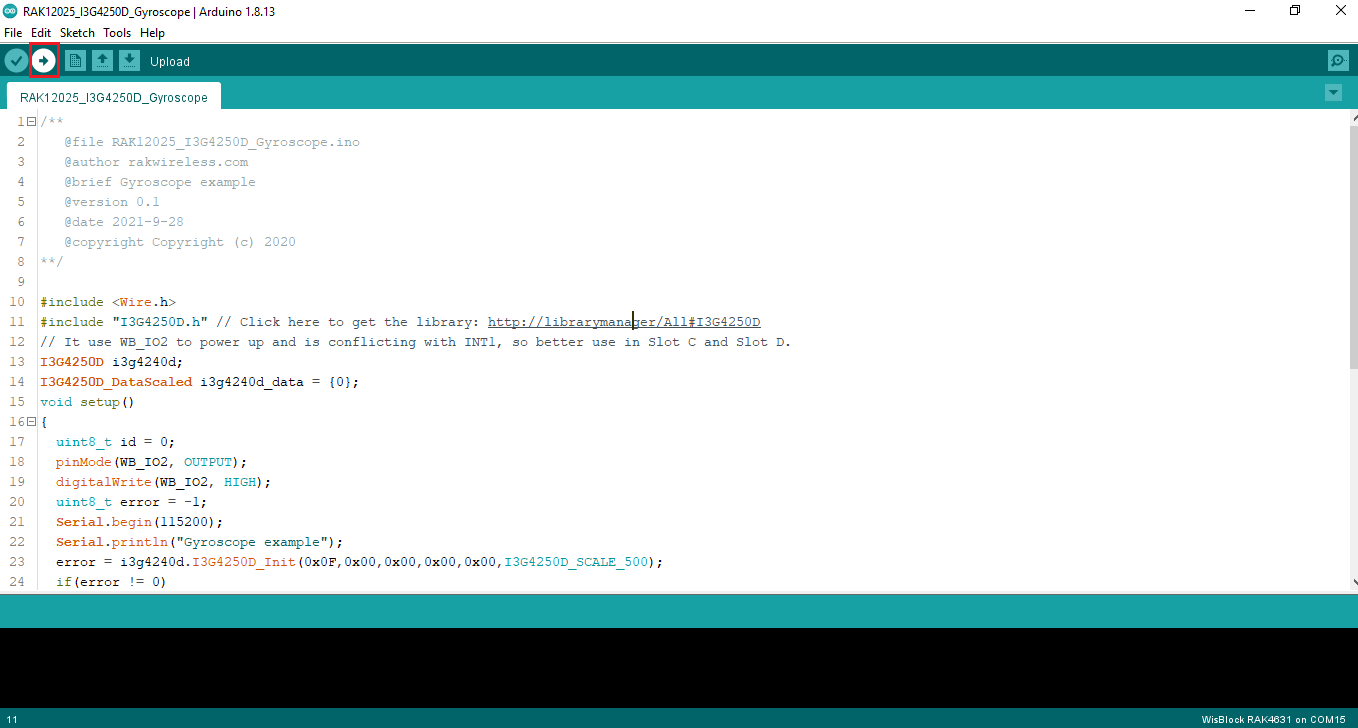 RAK12025_I3G4250D_Gyroscope | Arduino 1.8.13
File Edit Sketch Tools Help
Upload
RAK12025_I3G4250D_Gyroscope
1 /**
2 @file RAK12025_I3G4250D_Gyroscope.ino
3 @author rakwireless.com
4 @brief Gyroscope example
5 @version 0.1
6 @date 2021-9-28
7 @copyright Copyright (c) 2020
8 **/
9
10 #include <Wire.h>
11 #include "I3G4250D.h" // Click here to get the library: http://librarymanager/All#I3G4250D
12 // It use WB_IO2 to power up and is conflicting with INT1, so better use in Slot C and Slot D.
13 I3G4250D i3g4240d;
14 I3G4250D_DataScaled i3g4240d_data = {0};
15 void setup()
16 {
17 uint8_t id = 0;
18 pinMode(WB_IO2, OUTPUT);
19 digitalWrite(WB_IO2, HIGH);
20 uint8_t error = -1;
21 Serial.begin(115200);
22 Serial.println("Gyroscope example");
23 error = i3g4240d.I3G4250D_Init(0x0F,0x00,0x00,0x00,0x00,I3G4250D_SCALE_500);
24 if(error != 0)
11 WisBlock RAK4631 on COM15